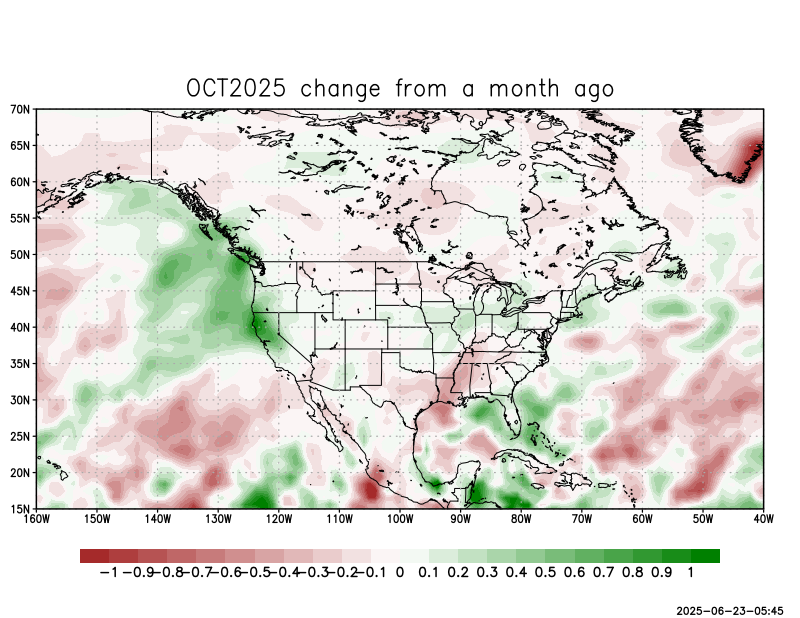 OCT2025 change from a month ago
70N
65N
60N
55N
50N
45N
40N
35N
30N
25N
20N
15N
160W 150W 140W 130W 120W 110W 100W 90W 80W 70W 60W 50W 40W
-1 -0.9 -0.8 -0.7 -0.6 -0.5 -0.4 -0.3 -0.2 -0.1 0 0.1 0.2 0.3 0.4 0.5 0.6 0.7 0.8 0.9 1
2025-06-23-05:45